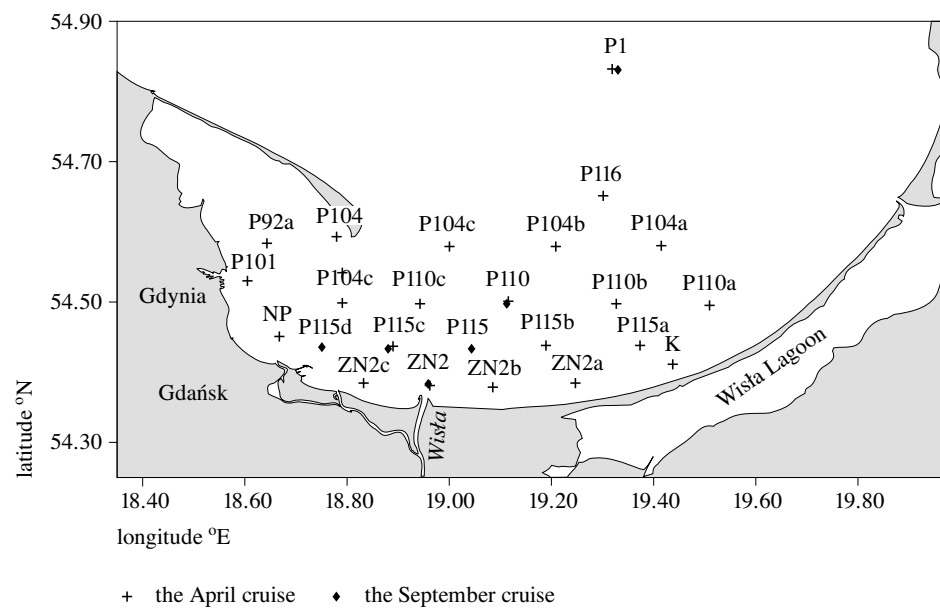 54.90
P1
54.70
P116
P92a
P104
P104c
P104b
P104a
P101
P104c
P110c
P110
P110b
P110a
Gdynia
54.50
NP
P115d
P115c
P115
P115b
P115a
K
ZN2c
ZN2
ZN2b
ZN2a
Gdańsk
Wisła Lagoon
Wisła
54.30
latitude °N
18.40 18.60 18.80 19.00 19.20 19.40 19.60 19.80
longitude °E
+ the April cruise ♦ the September cruise